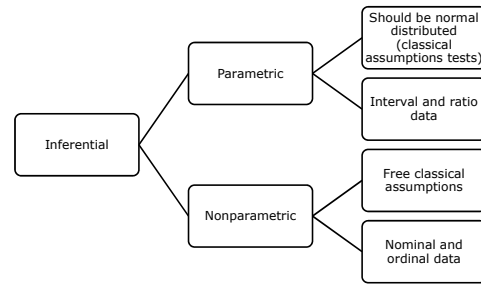 Inferential
Parametric
Should be normal
distributed
(classical
assumptions tests)
Interval and ratio
data
Nonparametric
Free classical
assumptions
Nominal and
ordinal data